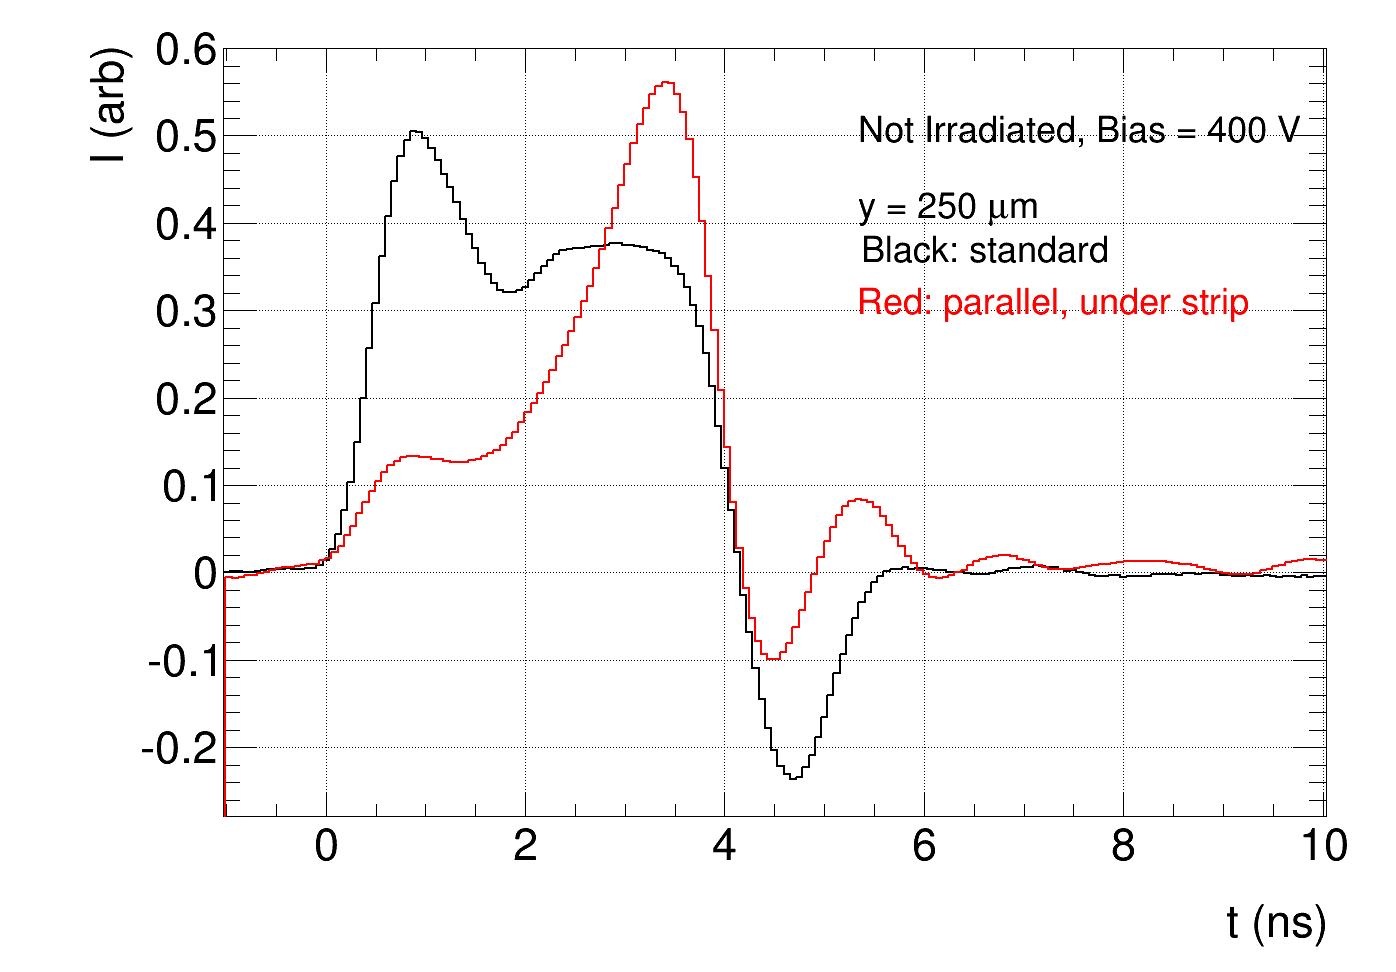 I (arb)
0.6
0.5
0.4
0.3
0.2
0.1
0
-0.1
-0.2
Not Irradiated, Bias = 400 V
y = 250 μm
Black: standard
Red: parallel, under strip
0 2 4 6 8 10
t (ns)